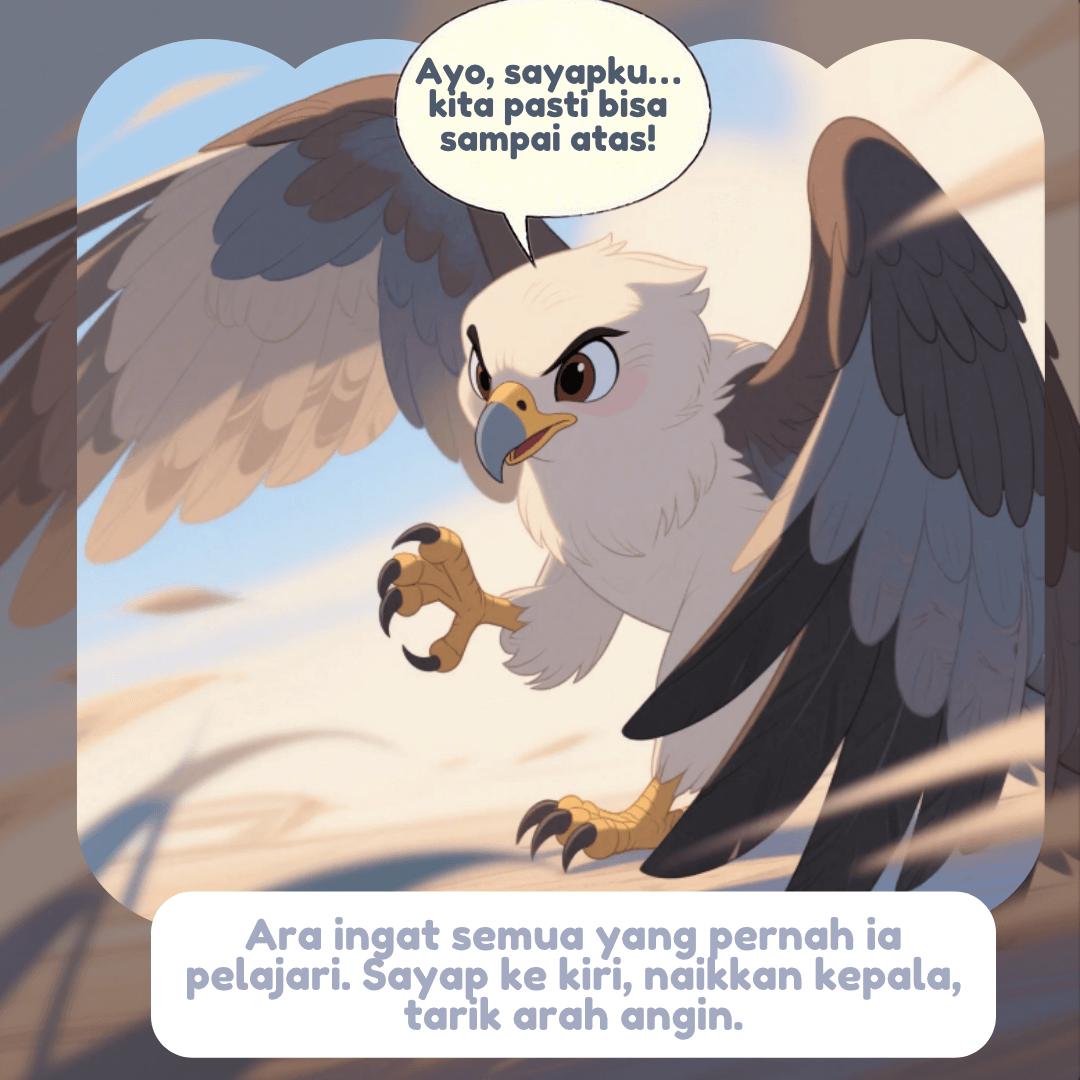 Ayo, sayapku...
kita pasti bisa
sampai atas!
Ara ingat semua yang pernah ia
pelajari. Sayap ke kiri, naikkan kepala,
tarik arah angin.